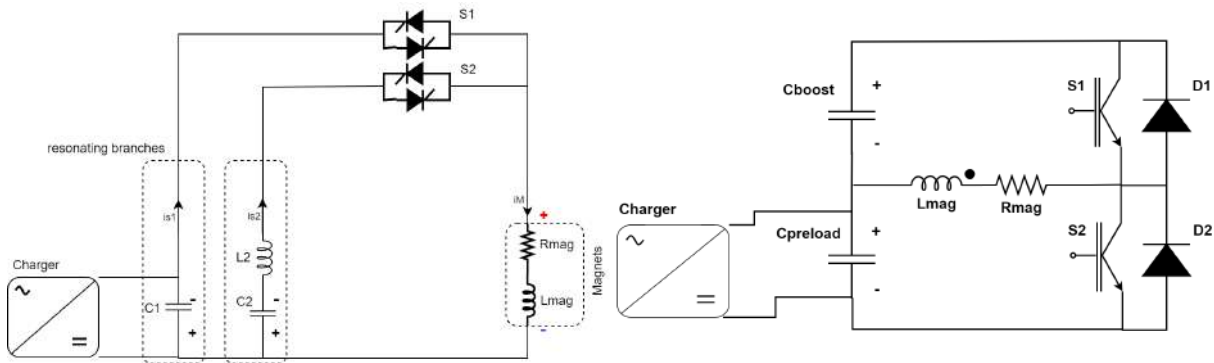 S1
S2
resonating branches
is1
is2
iM
+
L2
Rmag
Charger
C1
-
+
C2
-
+
Lmag
-
Magnets
Cboost
+
-
S1
D1
Lmag
Rmag
Charger
Cpreload
+
-
S2
D2